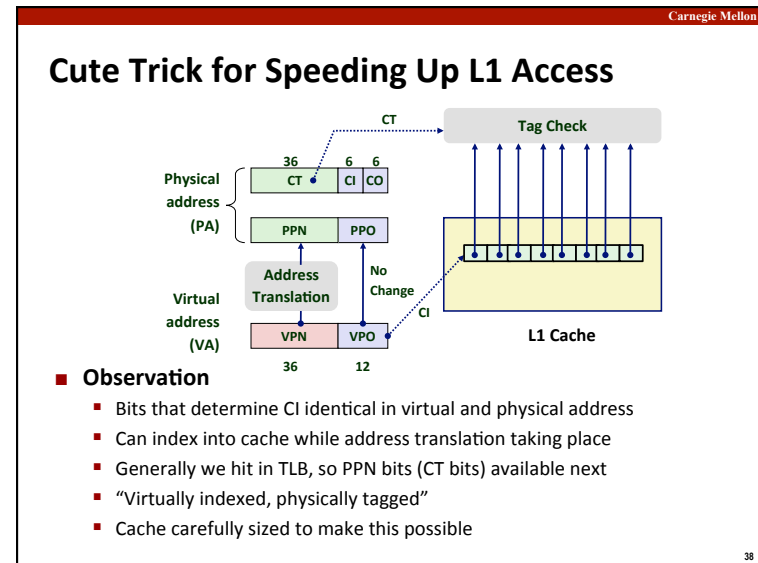 Carnegie Mellon
Cute Trick for Speeding Up L1 Access
CT
Tag Check
36 6 6
Physical address (PA)
CT CI CO
PPN PPO
Address Translation
No Change
CI
Virtual address (VA)
VPN VPO
L1 Cache
36 12
■ Observation
▪ Bits that determine CI identical in virtual and physical address
▪ Can index into cache while address translation taking place
▪ Generally we hit in TLB, so PPN bits (CT bits) available next
▪ “Virtually indexed, physically tagged”
▪ Cache carefully sized to make this possible
38